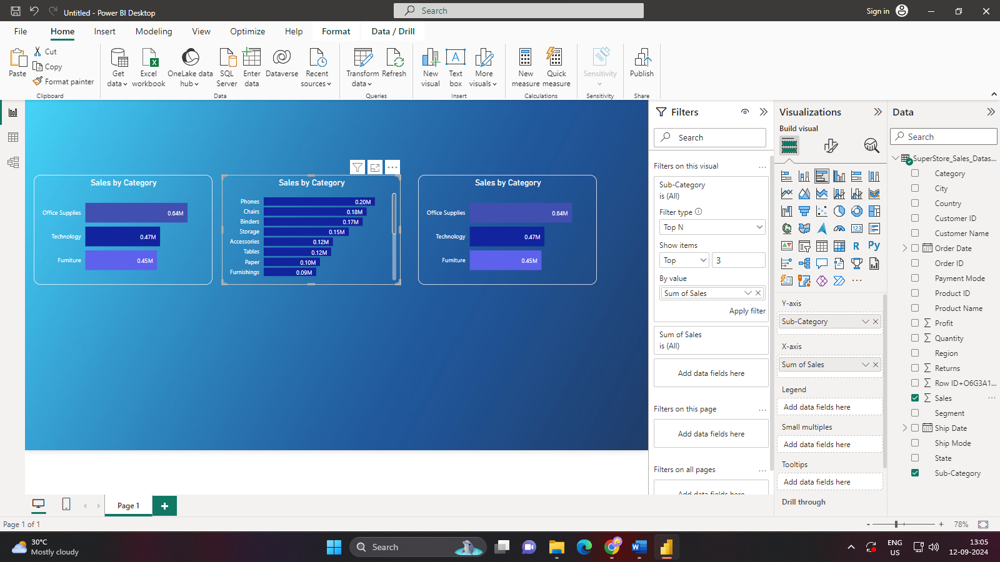 Untitled - Power BI Desktop
Search
Sign in
File
Home
Insert
Modeling
View
Optimize
Help
Format
Data / Drill
Paste
Cut
Copy
Format painter
Clipboard
Get data
Excel workbook
OneLake data hub
SQL Server
Enter data
Dataverse
Recent sources
Data
Transform data
Refresh
Queries
New visual
Text box
More visuals
Insert
New measure
Quick measure
Calculations
Sensitivity
Sensitivity
Publish
Share
Sales by Category
Office Supplies 0.64M
Technology 0.47M
Furniture 0.45M
Sales by Category
Phones 0.20M
Chairs 0.18M
Binders 0.17M
Storage 0.15M
Accessories 0.12M
Tables 0.12M
Paper 0.10M
Furnishings 0.09M
Sales by Category
Office Supplies 0.64M
Technology 0.47M
Furniture 0.45M
Filters
Search
Filters on this visual
Sub-Category
is (All)
Filter type
Top N
Show items
Top 3
By value
Sum of Sales
Apply filter
Sum of Sales
is (All)
Add data fields here
Filters on this page
Add data fields here
Filters on all pages
Add data fields here
Visualizations
Build visual
123
R
Py
123
Y-axis
Sub-Category
X-axis
Sum of Sales
Legend
Add data fields here
Small multiples
Add data fields here
Tooltips
Add data fields here
Drill through
Data
Search
SuperStore_Sales_Datas...
Category
City
Country
Customer ID
Customer Name
Order Date
Order ID
Payment Mode
Product ID
Product Name
Profit
Quantity
Region
Returns
Row ID+O6G3A1...
Sales
Segment
Ship Date
Ship Mode
State
Sub-Category
Page 1
Page 1 of 1
- + 78%
30°C
Mostly cloudy
Search
ENG
US
13:05
12-09-2024